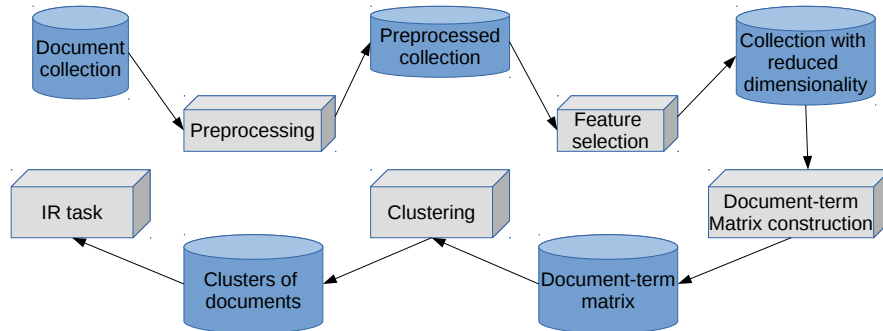 Document
collection
Preprocessing
Preprocessed
collection
Feature
selection
Collection with
reduced
dimensionality
Document-term
Matrix construction
Document-term
matrix
Clustering
Clusters of
documents
IR task